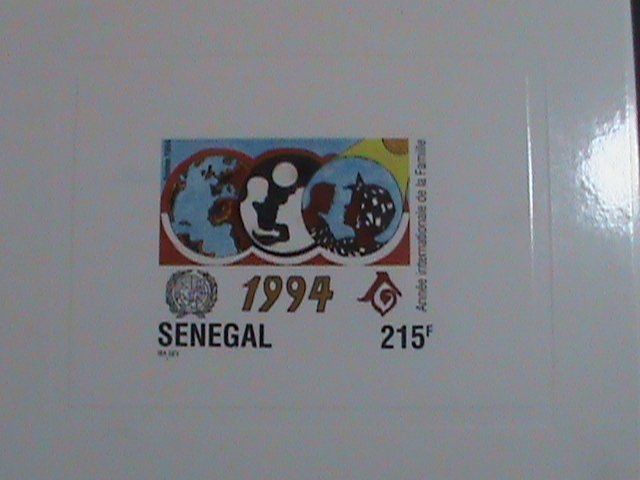 Année internationale de la Famille
1994
SENEGAL
215F